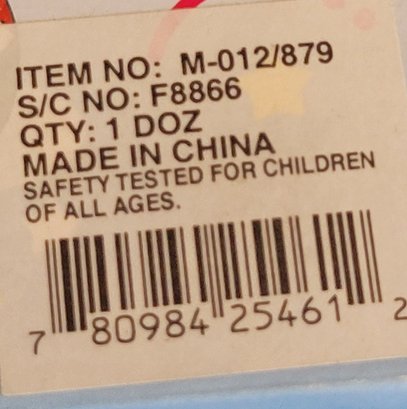 ITEM NO: M-012/879
S/C NO: F8866
QTY: 1 DOZ
MADE IN CHINA
SAFETY TESTED FOR CHILDREN
OF ALL AGES.
7 80984 25461 2